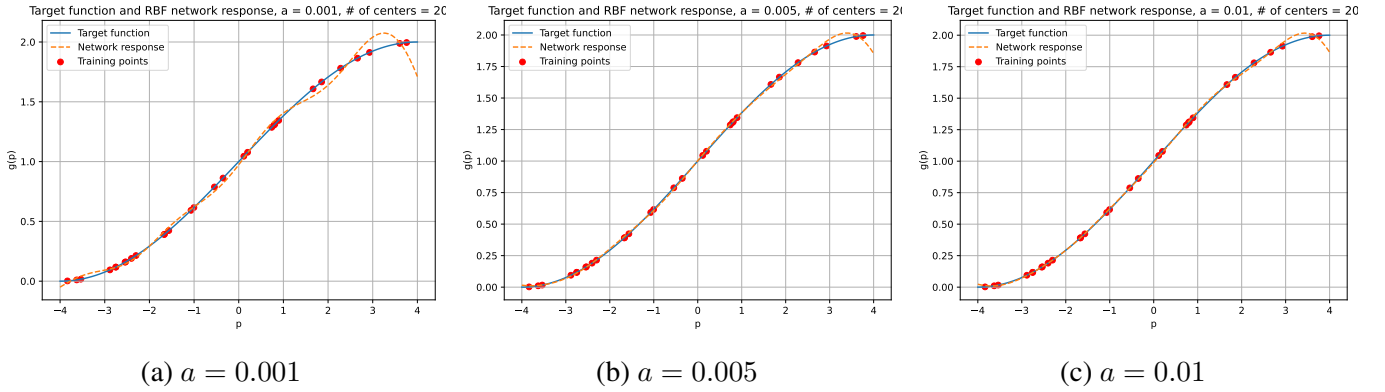 Target function and RBF network response, a = 0.001, # of centers = 20
Target function
Network response
Training points
2.0
1.5
1.0
0.5
0.0
g(p)
−4 −3 −2 −1 0 1 2 3 4
p
(a) a = 0.001
Target function and RBF network response, a = 0.005, # of centers = 20
Target function
Network response
Training points
2.00
1.75
1.50
1.25
1.00
0.75
0.50
0.25
0.00
g(p)
−4 −3 −2 −1 0 1 2 3 4
p
(b) a = 0.005
Target function and RBF network response, a = 0.01, # of centers = 20
Target function
Network response
Training points
2.00
1.75
1.50
1.25
1.00
0.75
0.50
0.25
0.00
g(p)
−4 −3 −2 −1 0 1 2 3 4
p
(c) a = 0.01